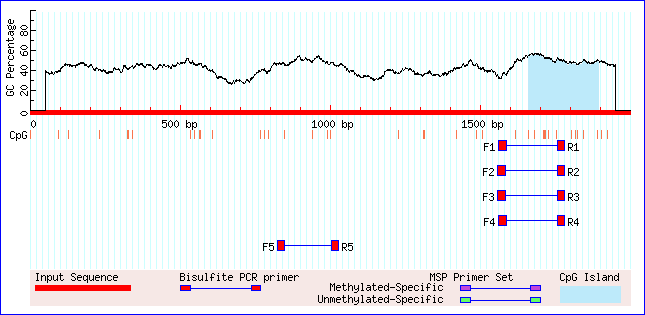 GC Percentage
80
60
40
20
0
0 500 bp 1000 bp 1500 bp
CpG
F1 R1
F2 R2
F3 R3
F4 R4
F5 R5
Input Sequence Bisulfite PCR primer MSP Primer Set CpG Island
Methylated-Specific
Unmethylated-Specific